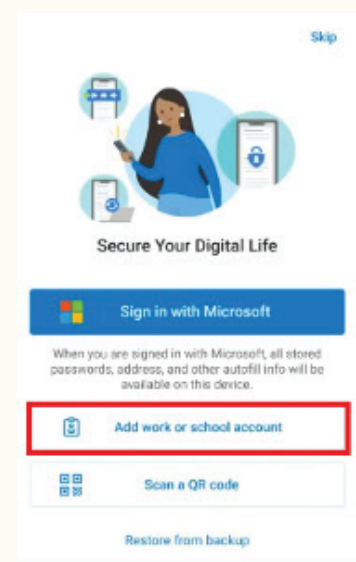 Skip
Secure Your Digital Life
Sign in with Microsoft
When you are signed in with Microsoft, all stored
passwords, address, and other autofill info will be
available on this device.
Add work or school account
Scan a QR code
Restore from backup